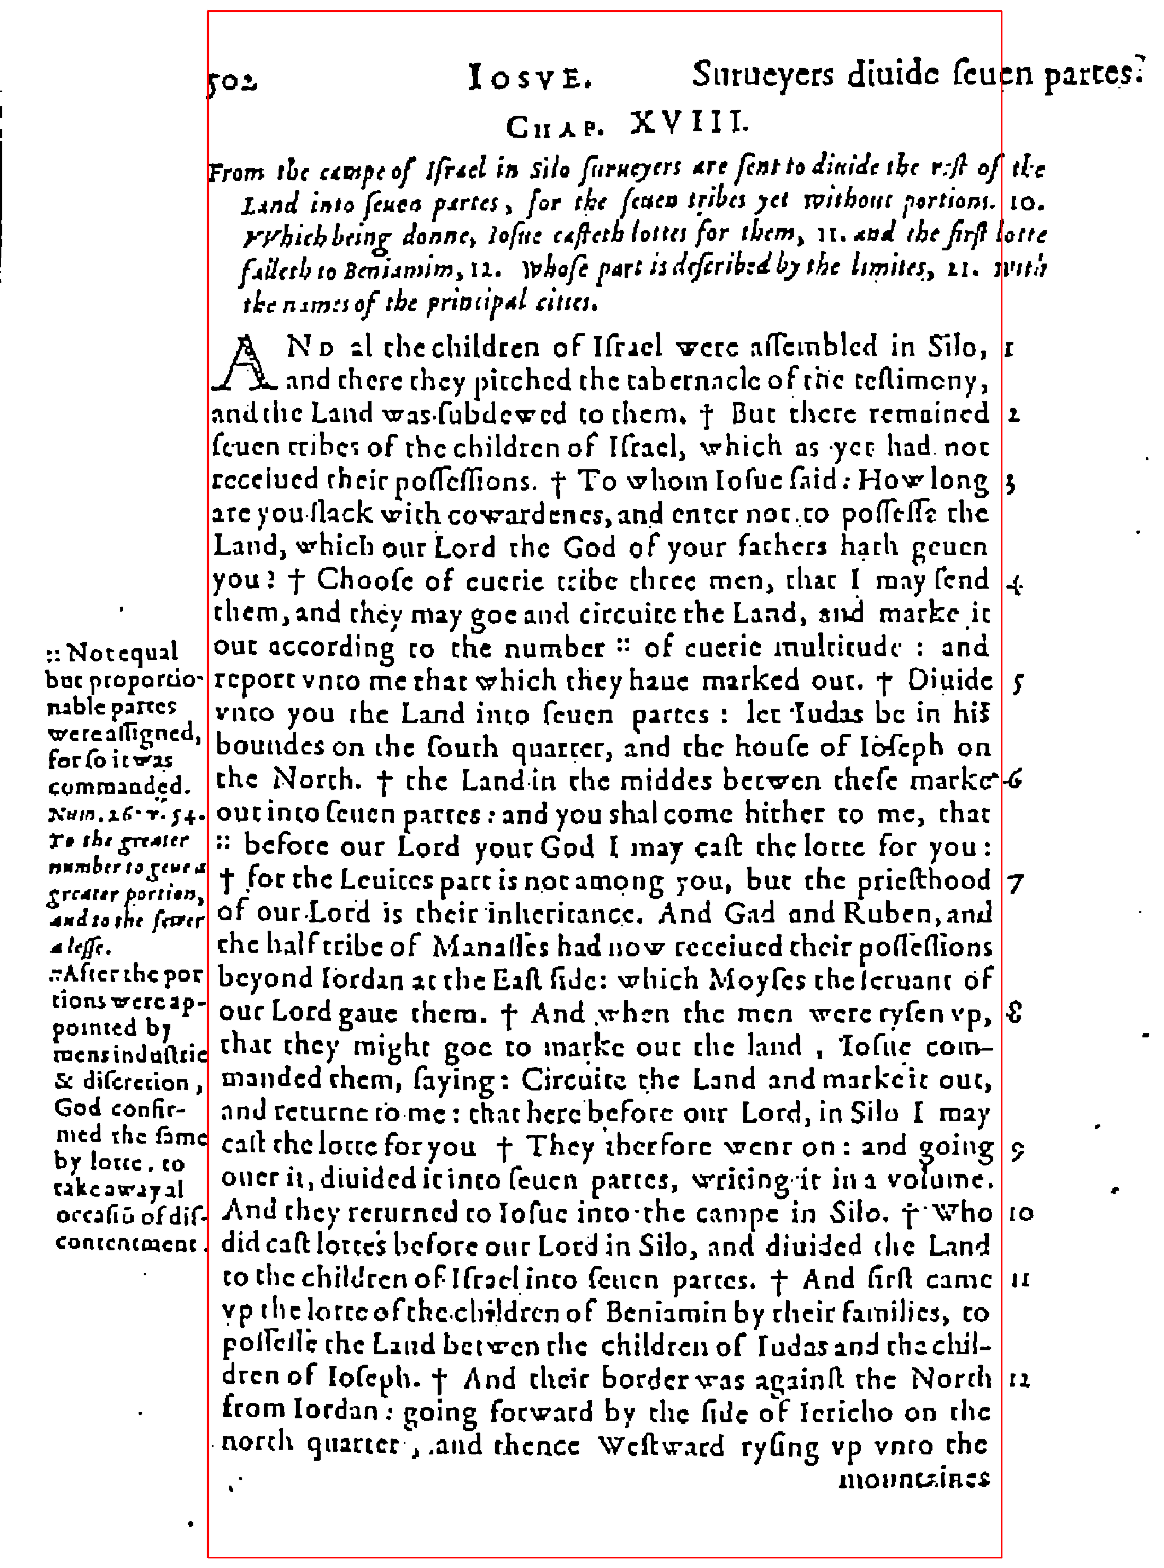 502 IOSVE. Surueyers diuide ſeuen partes.
CHAP. XVIII.
From the campe of Iſrael in Silo ſurueyers are ſent to diuide the reſt of the
Land into ſeuen partes, for the ſeuen tribes yet without portions. 10.
VVhich being donne, Ioſue caſteth lottes for them, 11. and the firſt lotte
falleth to Beniamim, 12. Whoſe part is deſcribed by the limites, 21. with
the names of the principal cities.
AND al the children of Iſrael were aſſembled in Silo, 1
and there they pitched the tabernacle of the teſtimony,
and the Land was ſubdewed to them. † But there remained 2
ſeuen tribes of the children of Iſrael, which as yet had not
receiued their poſſeſſions. † To whom Ioſue ſaid: How long 3
are you ſlack with cowardenes, and enter not to poſſeſſe the
Land, which our Lord the God of your fathers hath geuen
you? † Chooſe of euerie tribe three men, that I may ſend 4
them, and they may goe and circuite the Land, and marke it
out according to the number :: of euerie multitude : and
report vnto me that which they haue marked out. † Diuide 5
vnto you the Land into ſeuen partes : let Iudas be in his
boundes on the ſouth quarter, and the houſe of Ioſeph on
the North. † the Land in the middes betwen theſe marke 6
out into ſeuen partes: and you shal come hither to me, that
:: before our Lord your God I may caſt the lotte for you:
† for the Leuites part is not among you, but the prieſthood 7
of our Lord is their inheritance. And Gad and Ruben, and
the half tribe of Manaſſes had now receiued their poſſeſſions
beyond Iordan at the Eaſt ſide: which Moyſes the ſeruant of
our Lord gaue them. † And when the men were ryſen vp, 8
that they might goe to marke out the land, Ioſue com-
manded them, ſaying: Circuite the Land and marke it out,
and returne to me: that here before our Lord, in Silo I may
caſt the lotte for you † They therfore went on: and going 9
ouer it, diuided it into ſeuen partes, writing it in a volume.
And they returned to Ioſue into the campe in Silo. † Who 10
did caſt lottes before our Lord in Silo, and diuided the Land
to the children of Iſrael into ſeuen partes. † And firſt came 11
vp the lotte of the children of Beniamin by their families, to
poſſeſſe the Land betwen the children of Iudas and the chil-
dren of Ioſeph. † And their border was againſt the North 12
from Iordan: going forward by the ſide of Iericho on the
north quarter, and thence Weſtward ryſing vp vnto the
mountaines
:: Not equal
but proportio-
nable partes
were aſſigned,
for ſo it was
commanded.
Num. 26. v. 54.
To the greater
number to geue a
greater portion,
and to the fewer
a leſſe.
:: After the por
tions were ap-
pointed by
mens induſtrie
& diſcretion,
God confir-
med the ſame
by lotte, to
take away al
occaſiō of diſ-
contentment.